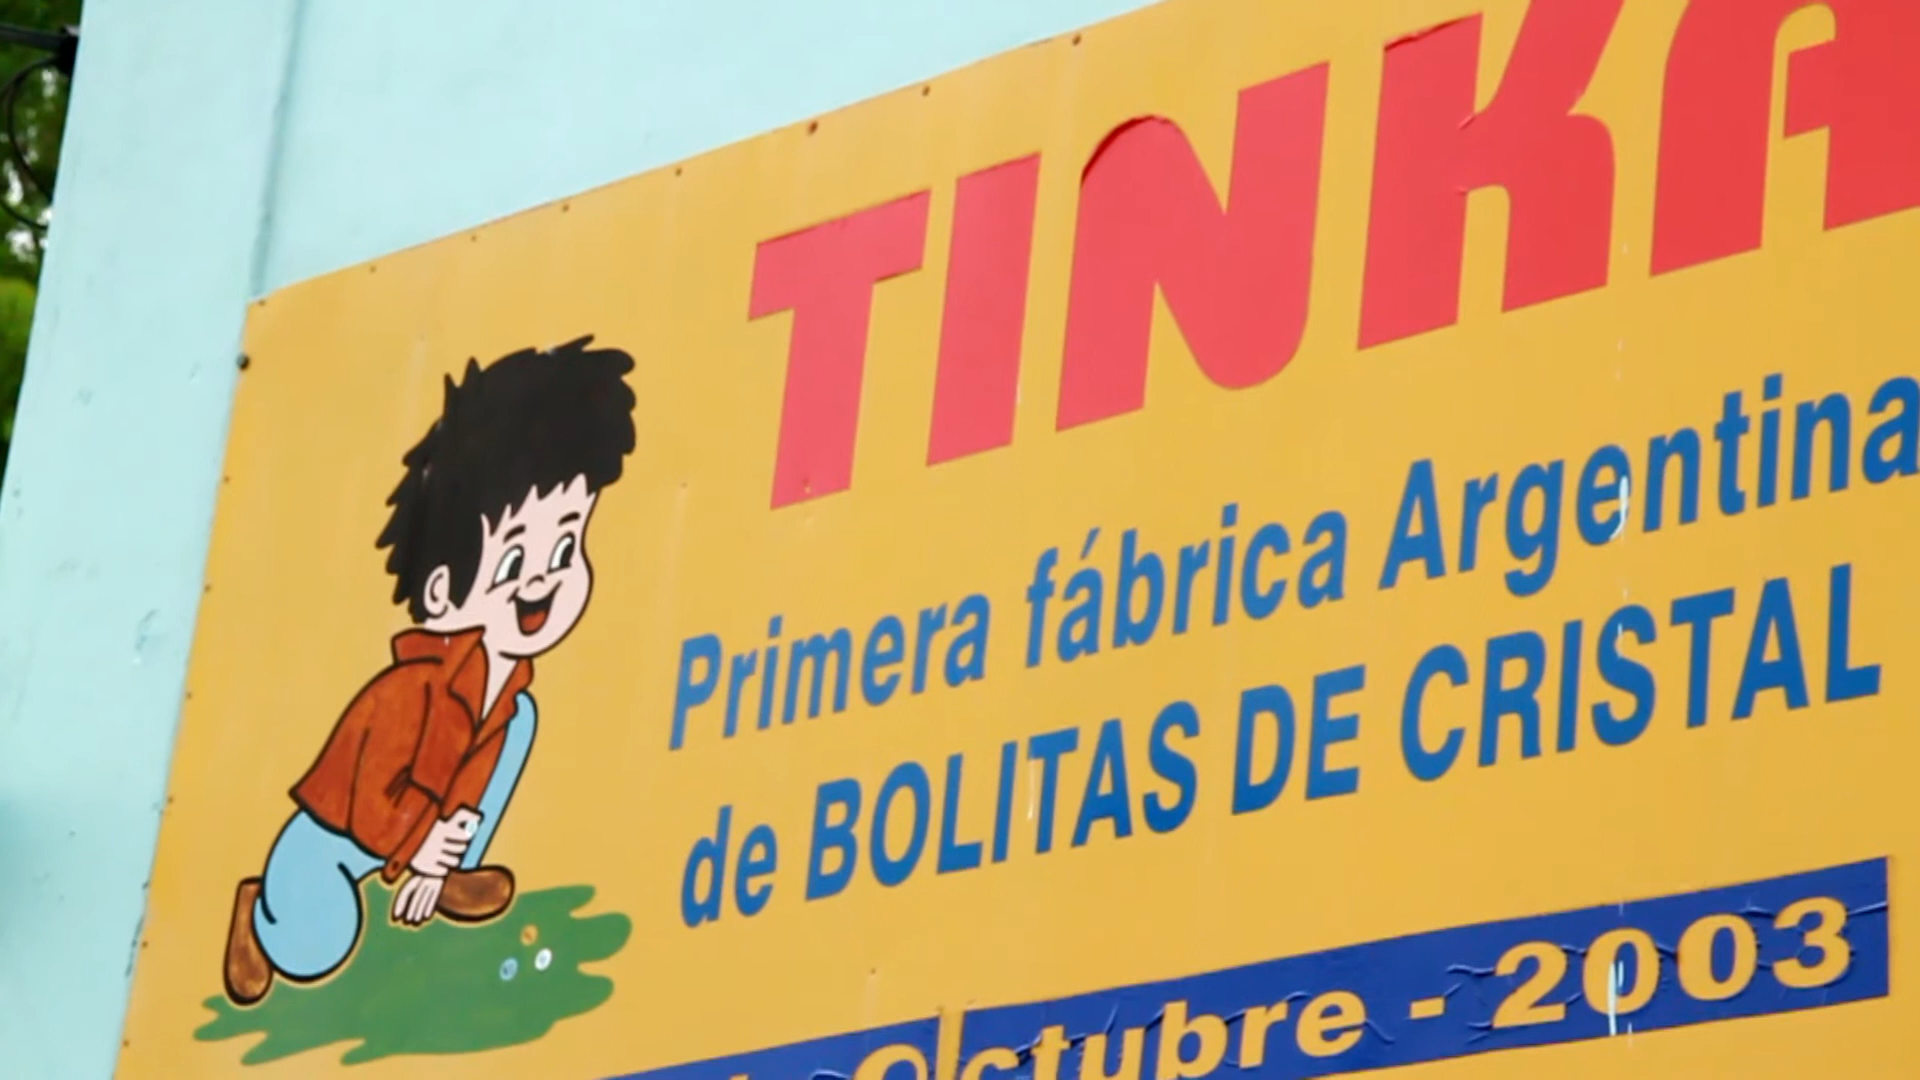 TINKA
Primera fábrica Argentina
de BOLITAS DE CRISTAL
Octubre - 2003